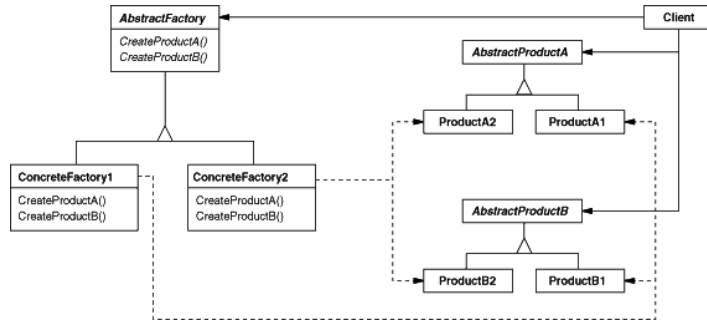 AbstractFactory
Client
CreateProductA()
CreateProductB()
AbstractProductA
ProductA2
ProductA1
ConcreteFactory1
ConcreteFactory2
CreateProductA()
CreateProductB()
CreateProductA()
CreateProductB()
AbstractProductB
ProductB2
ProductB1